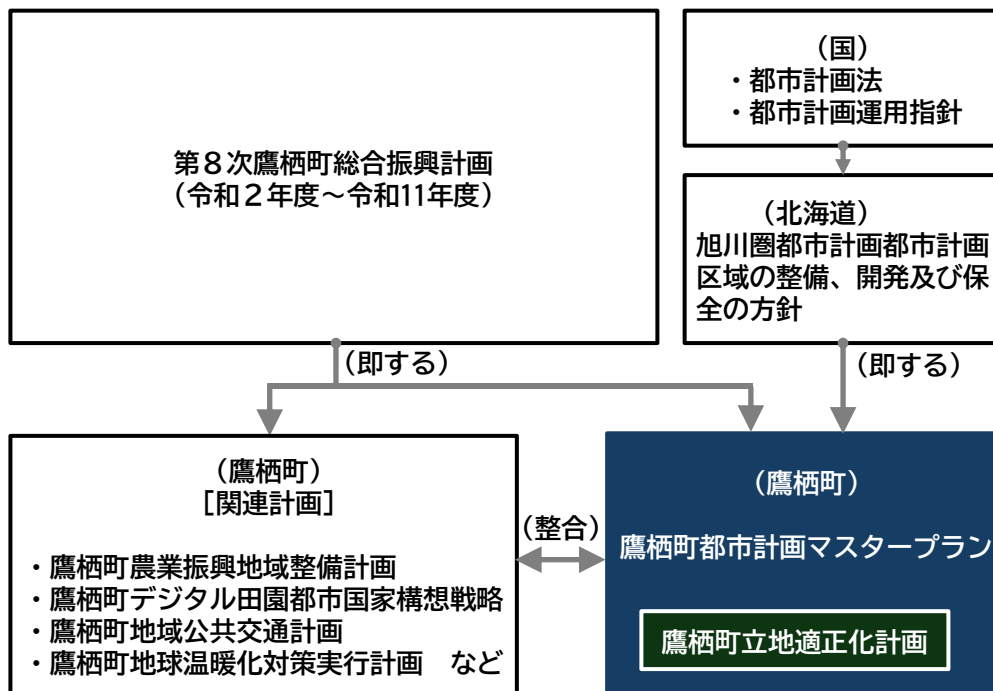 第８次鷹栖町総合振興計画
（令和２年度～令和11年度）
（国）
・都市計画法
・都市計画運用指針
（北海道）
旭川圏都市計画都市計画
区域の整備、開発及び保
全の方針
（即する）
（即する）
（鷹栖町）
［関連計画］
・鷹栖町農業振興地域整備計画
・鷹栖町デジタル田園都市国家構想戦略
・鷹栖町地域公共交通計画
・鷹栖町地球温暖化対策実行計画　など
（整合）
（鷹栖町）
鷹栖町都市計画マスタープラン
鷹栖町立地適正化計画